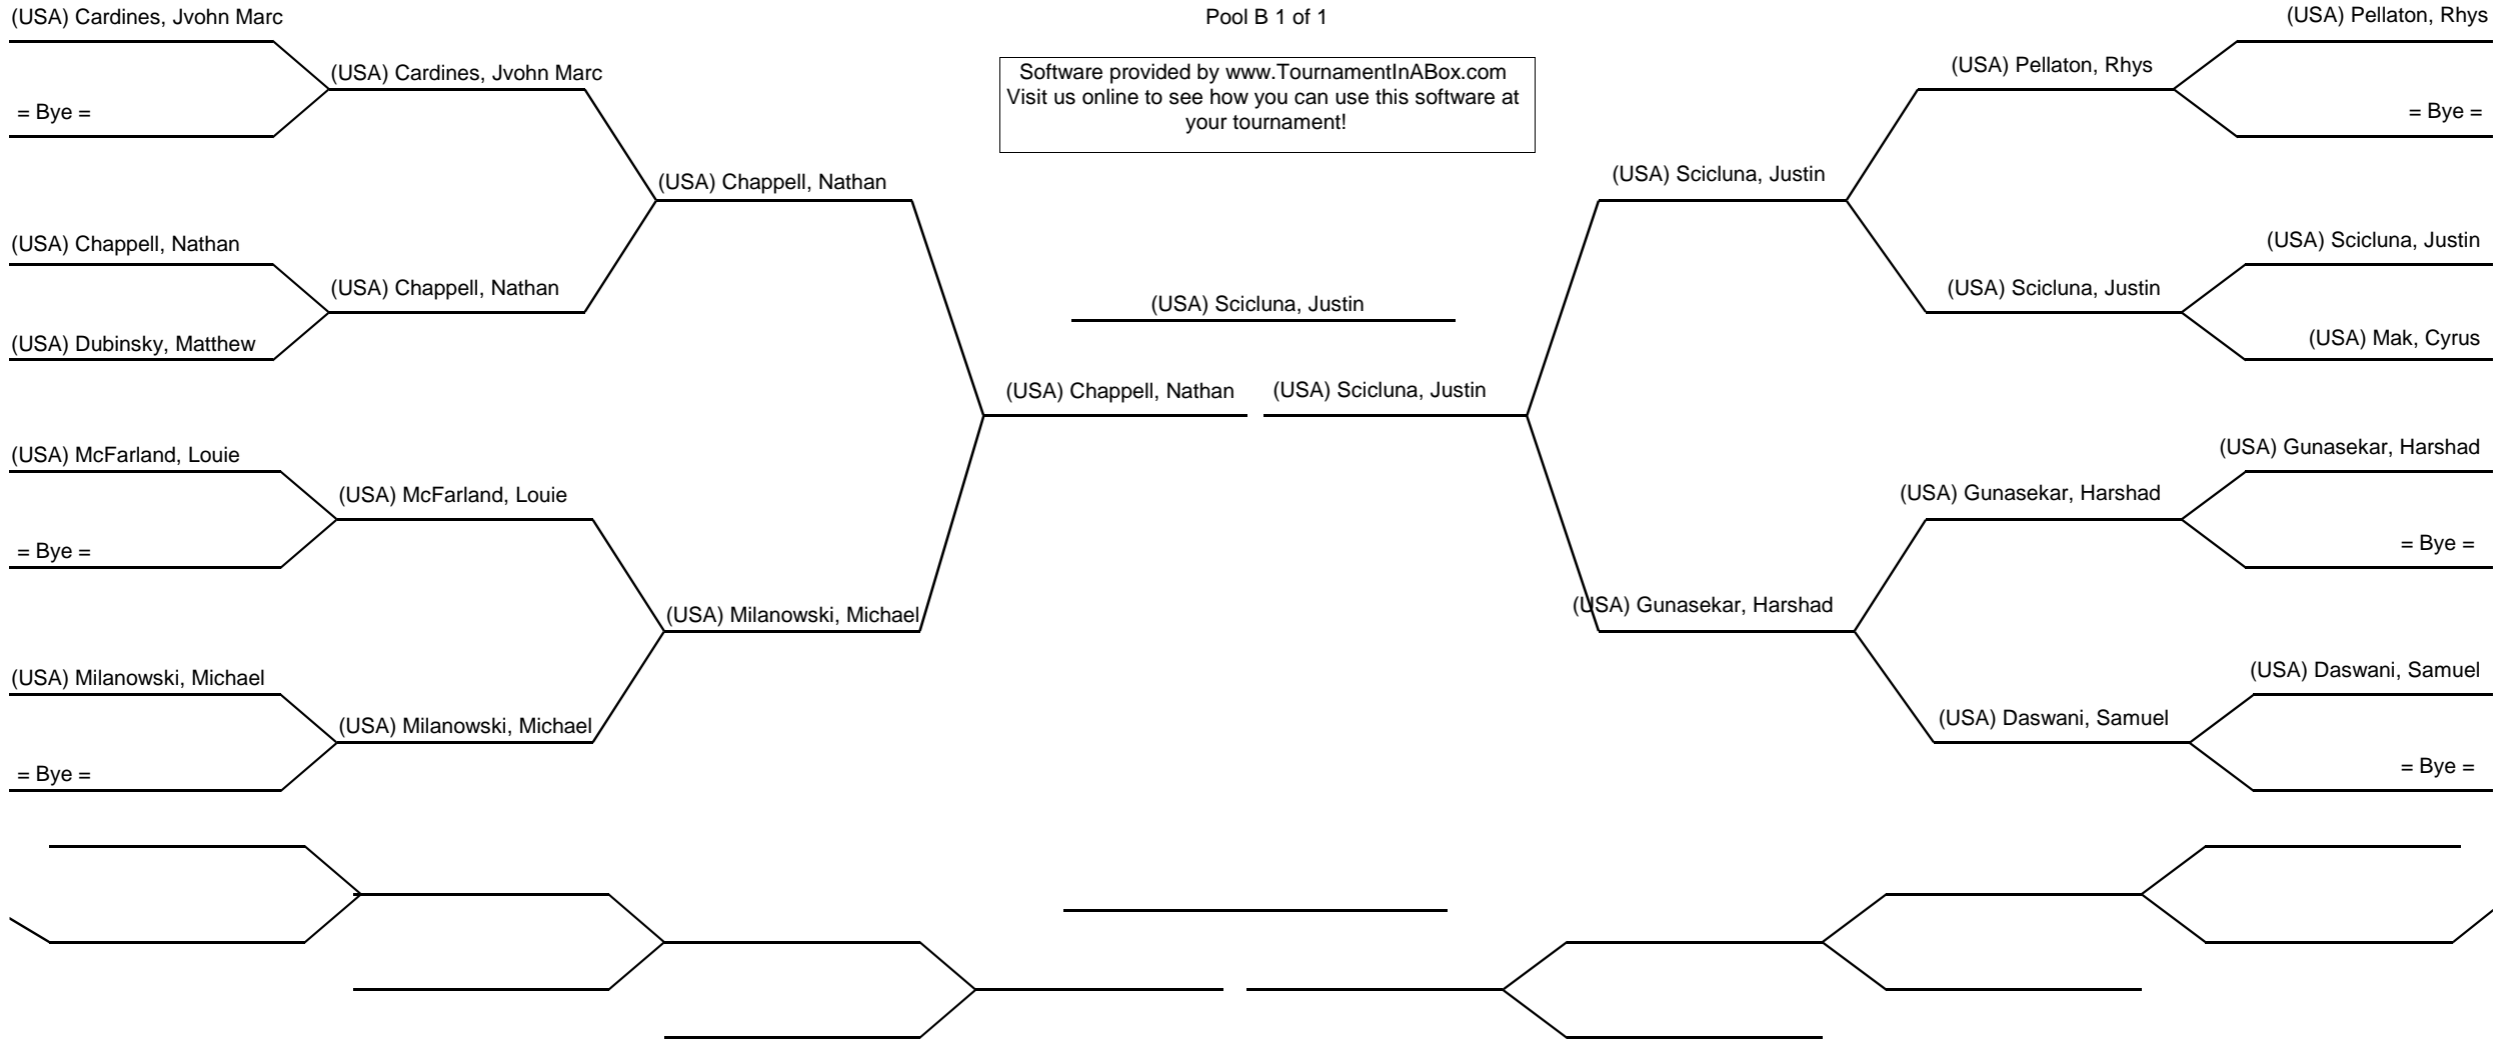 (USA) Cardines, Jvohn Marc
Pool B 1 of 1
(USA) Pellaton, Rhys
(USA) Cardines, Jvohn Marc
Software provided by www.TournamentInABox.com
Visit us online to see how you can use this software at
your tournament!
(USA) Pellaton, Rhys
= Bye =
= Bye =
(USA) Chappell, Nathan
(USA) Scicluna, Justin
(USA) Chappell, Nathan
(USA) Scicluna, Justin
(USA) Chappell, Nathan
(USA) Scicluna, Justin
(USA) Scicluna, Justin
(USA) Dubinsky, Matthew
(USA) Mak, Cyrus
(USA) Chappell, Nathan
(USA) Scicluna, Justin
(USA) McFarland, Louie
(USA) Gunasekar, Harshad
(USA) McFarland, Louie
(USA) Gunasekar, Harshad
= Bye =
= Bye =
(USA) Milanowski, Michael
(USA) Gunasekar, Harshad
(USA) Milanowski, Michael
(USA) Daswani, Samuel
(USA) Milanowski, Michael
(USA) Daswani, Samuel
= Bye =
= Bye =